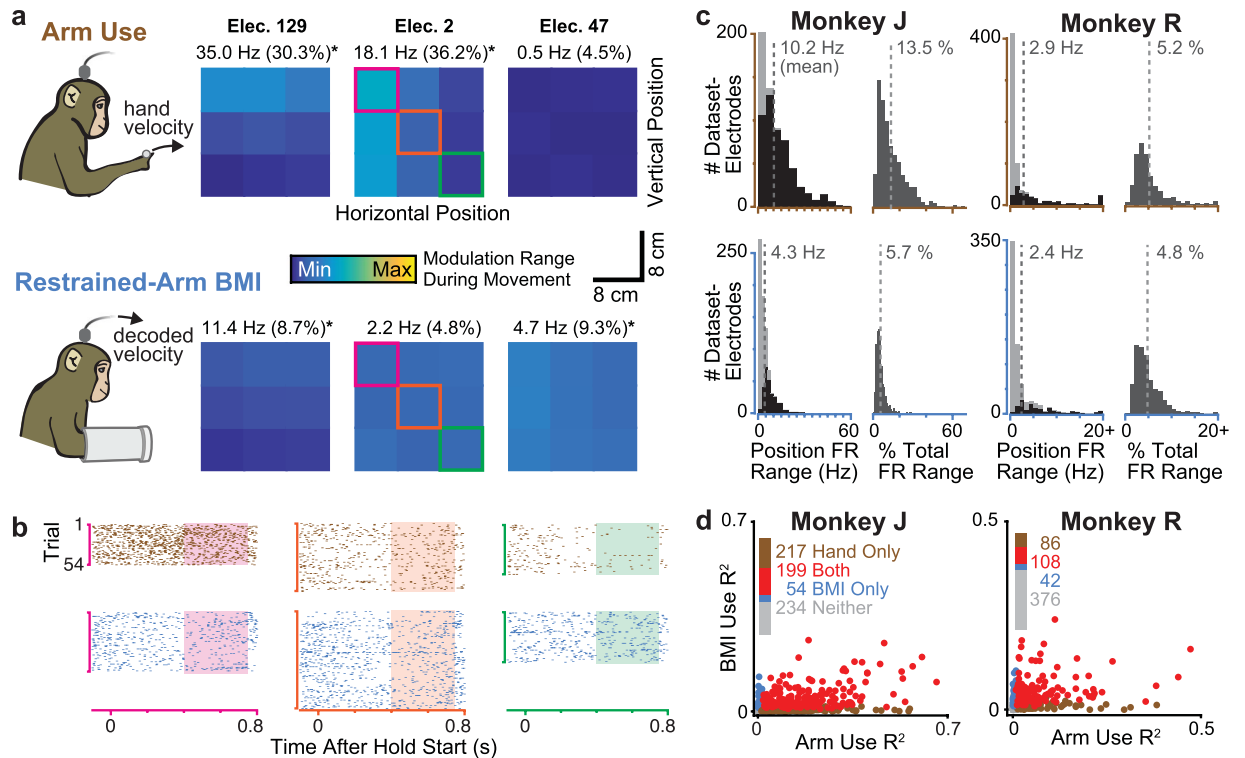 a
Arm Use
hand
velocity
Elec. 129
35.0 Hz (30.3%)*
Elec. 2
18.1 Hz (36.2%)*
Elec. 47
0.5 Hz (4.5%)
Vertical Position
Horizontal Position
Min
Max
Modulation Range
During Movement
8 cm
8 cm
Restrained-Arm BMI
decoded
velocity
11.4 Hz (8.7%)*
2.2 Hz (4.8%)
4.7 Hz (9.3%)*
b
Trial
1
54
0
0.8
0
0.8
0
0.8
Time After Hold Start (s)
c
Monkey J
Monkey R
# Dataset-
Electrodes
200
0
10.2 Hz
(mean)
13.5 %
400
0
2.9 Hz
5.2 %
# Dataset-
Electrodes
250
0
4.3 Hz
5.7 %
350
0
2.4 Hz
4.8 %
0
60
Position FR
Range (Hz)
0
60
% Total
FR Range
0
20+
Position FR
Range (Hz)
0
20+
% Total
FR Range
d
Monkey J
BMI Use R²
0.7
0
217 Hand Only
199 Both
54 BMI Only
234 Neither
0
0.7
Arm Use R²
Monkey R
0.5
0
86
108
42
376
0
0.5
Arm Use R²